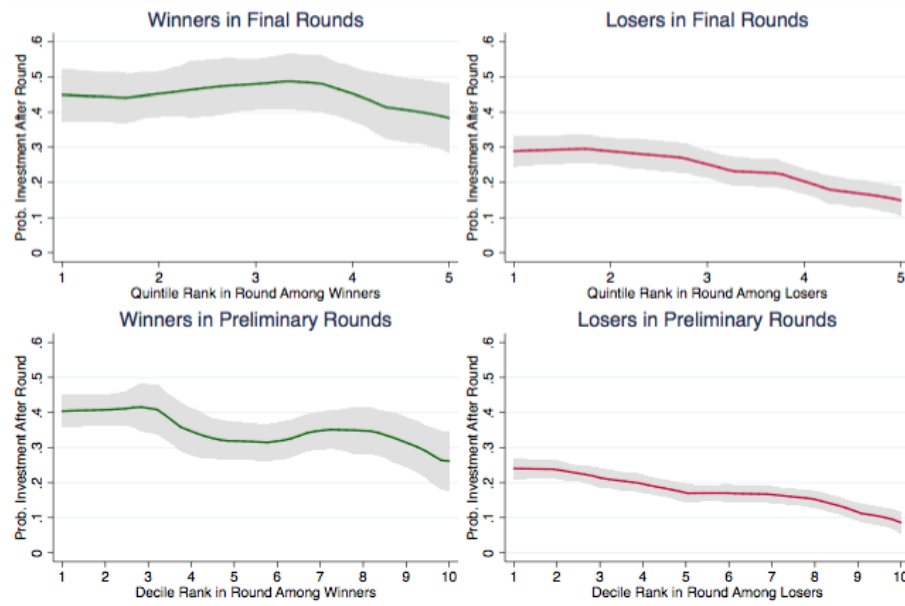 Winners in Final Rounds
Prob. Investment After Round
0 .1 .2 .3 .4 .5 .6
1 2 3 4 5
Quintile Rank in Round Among Winners
Losers in Final Rounds
Prob. Investment After Round
0 .1 .2 .3 .4 .5 .6
1 2 3 4 5
Quintile Rank in Round Among Losers
Winners in Preliminary Rounds
Prob. Investment After Round
0 .1 .2 .3 .4 .5 .6
1 2 3 4 5 6 7 8 9 10
Decile Rank in Round Among Winners
Losers in Preliminary Rounds
Prob. Investment After Round
0 .1 .2 .3 .4 .5 .6
1 2 3 4 5 6 7 8 9 10
Decile Rank in Round Among Losers